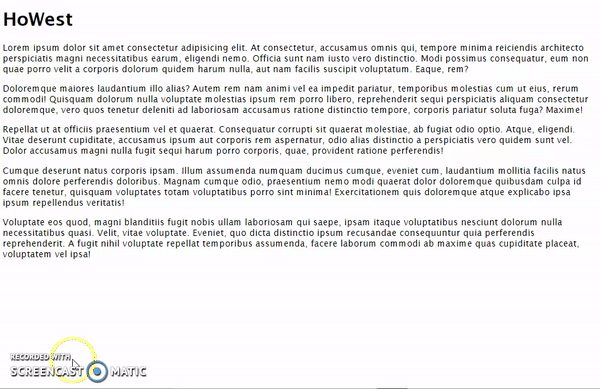 HoWest
Lorem ipsum dolor sit amet consectetur adipisicing elit. At consectetur, accusamus omnis qui, tempore minima reiciendis architecto
perspiciatis magni necessitatibus earum, eligendi nemo. Officia sunt nam iusto vero distinctio. Modi possimus consequatur, eum non
quae porro velit a corporis dolorum quidem harum nulla, aut nam facilis suscipit voluptatum. Eaque, rem?
Doloremque maiores laudantium illo alias? Autem rem nam animi vel ea impedit pariatur, temporibus molestias cum ut eius, rerum
commodi! Quisquam dolorum nulla voluptate molestias ipsum rem porro libero, reprehenderit sequi perspiciatis aliquam consectetur
doloremque, vero quos tenetur deleniti ad laboriosam accusamus ratione distinctio tempore, corporis pariatur soluta fuga? Maxime!
Repellat ut at officiis praesentium vel et quaerat. Consequatur corrupti sit quaerat molestiae, ab fugiat odio optio. Atque, eligendi.
Vitae deserunt cupiditate, accusamus ipsum aut corporis rem aspernatur, odio alias distinctio a perspiciatis vero quidem sunt vel.
Dolor accusamus magni nulla fugit sequi harum porro corporis, quae, provident ratione perferendis!
Cumque deserunt natus corporis ipsam. Illum assumenda numquam ducimus cumque, eveniet cum, laudantium mollitia facilis natus
omnis dolore perferendis doloribus. Magnam cumque odio, praesentium nemo modi quaerat dolor doloremque quibusdam culpa id
facere tenetur, quisquam voluptates totam voluptatibus porro sint minima! Exercitationem quis doloremque atque explicabo ipsa
ipsum repellendus veritatis!
Voluptate eos quod, magni blanditiis fugit nobis ullam laboriosam qui saepe, ipsam itaque voluptatibus nesciunt dolorum nulla
necessitatibus quasi. Velit, vitae voluptate. Eveniet, quo dicta distinctio ipsum recusandae consequuntur quia perferendis
reprehenderit. A fugit nihil voluptate repellat temporibus assumenda, facere laborum commodi ab maxime quas cupiditate placeat,
voluptatem vel ipsa!
RECORDED WITH
SCREENCAST MATIC